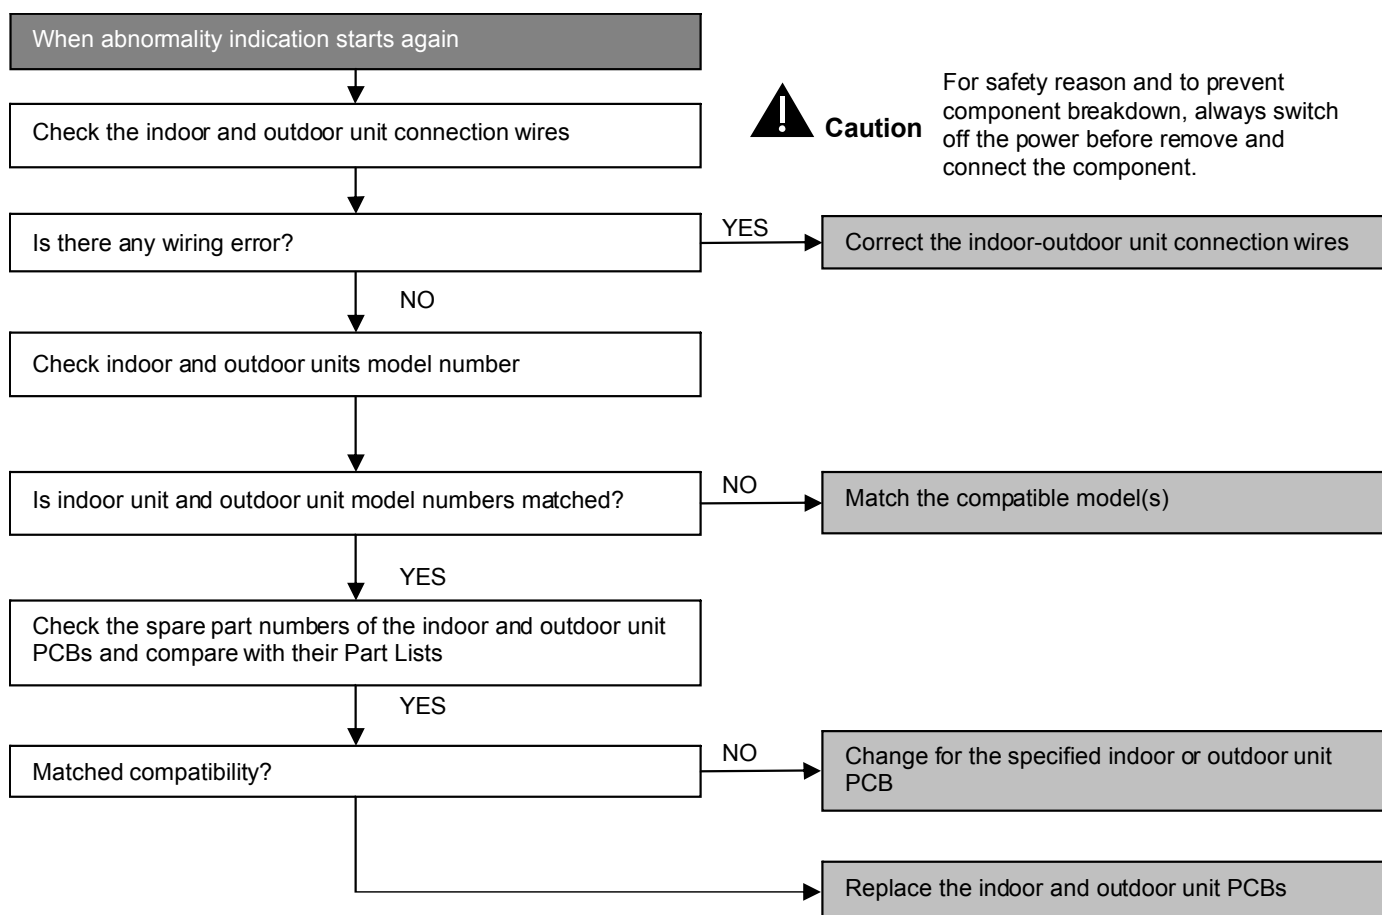 When abnormality indication starts again
Check the indoor and outdoor unit connection wires
Caution
For safety reason and to prevent
component breakdown, always switch
off the power before remove and
connect the component.
Is there any wiring error?
YES
Correct the indoor-outdoor unit connection wires
NO
Check indoor and outdoor units model number
Is indoor unit and outdoor unit model numbers matched?
NO
Match the compatible model(s)
YES
Check the spare part numbers of the indoor and outdoor unit
PCBs and compare with their Part Lists
YES
Matched compatibility?
NO
Change for the specified indoor or outdoor unit
PCB
Replace the indoor and outdoor unit PCBs